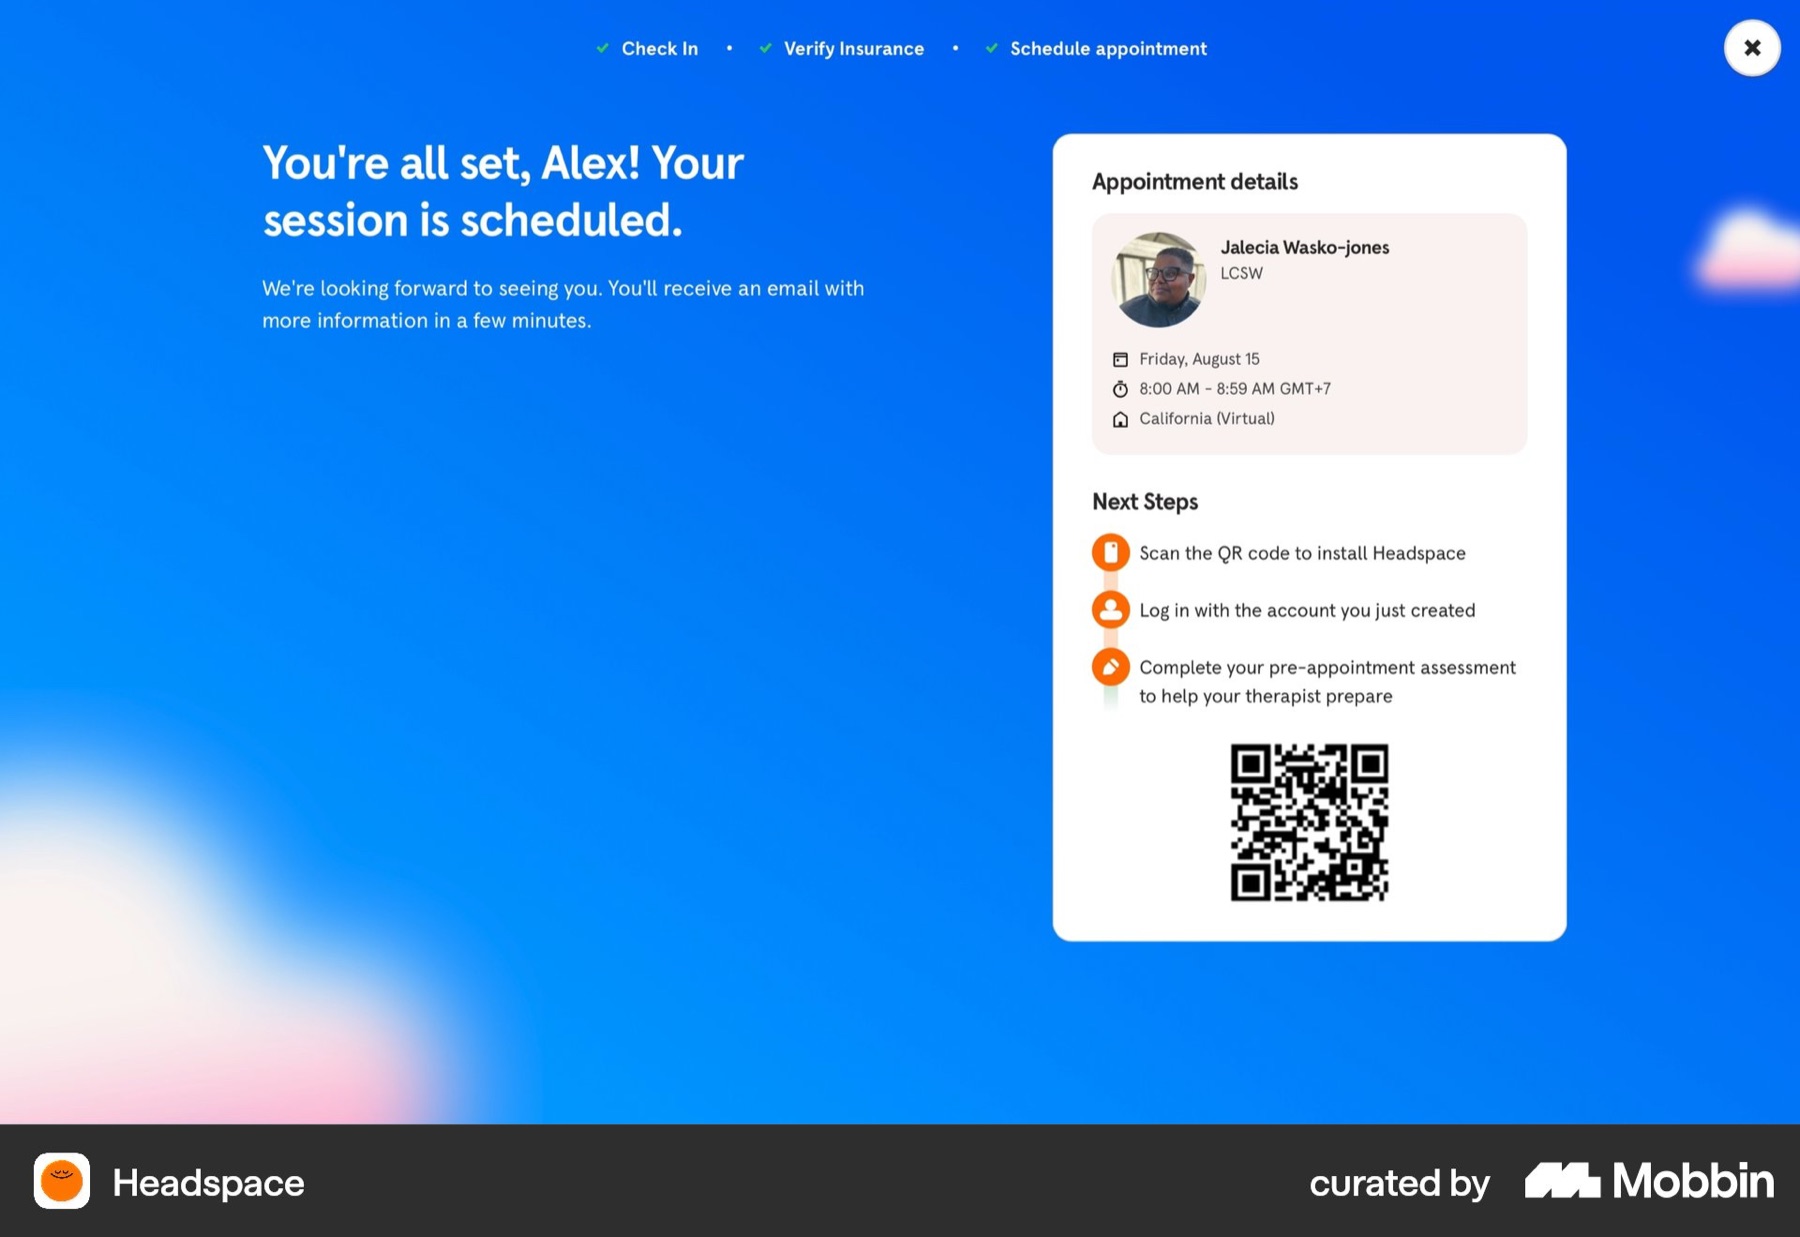 Check In • Verify Insurance • Schedule appointment
You're all set, Alex! Your
session is scheduled.
We're looking forward to seeing you. You'll receive an email with
more information in a few minutes.
Appointment details
Jalecia Wasko-jones
LCSW
Friday, August 15
8:00 AM - 8:59 AM GMT+7
California (Virtual)
Next Steps
Scan the QR code to install Headspace
Log in with the account you just created
Complete your pre-appointment assessment
to help your therapist prepare
Headspace
curated by Mobbin